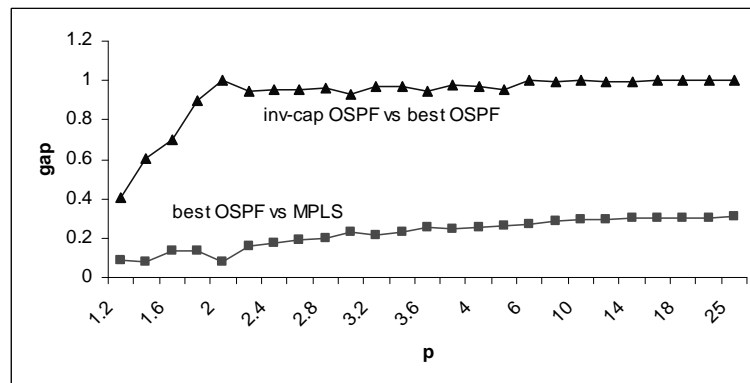 1.2
1
0.8
0.6
0.4
0.2
0
gap
inv-cap OSPF vs best OSPF
best OSPF vs MPLS
1.2 1.6 2 2.4 2.8 3.2 3.6 4 6 10 14 18 25
p